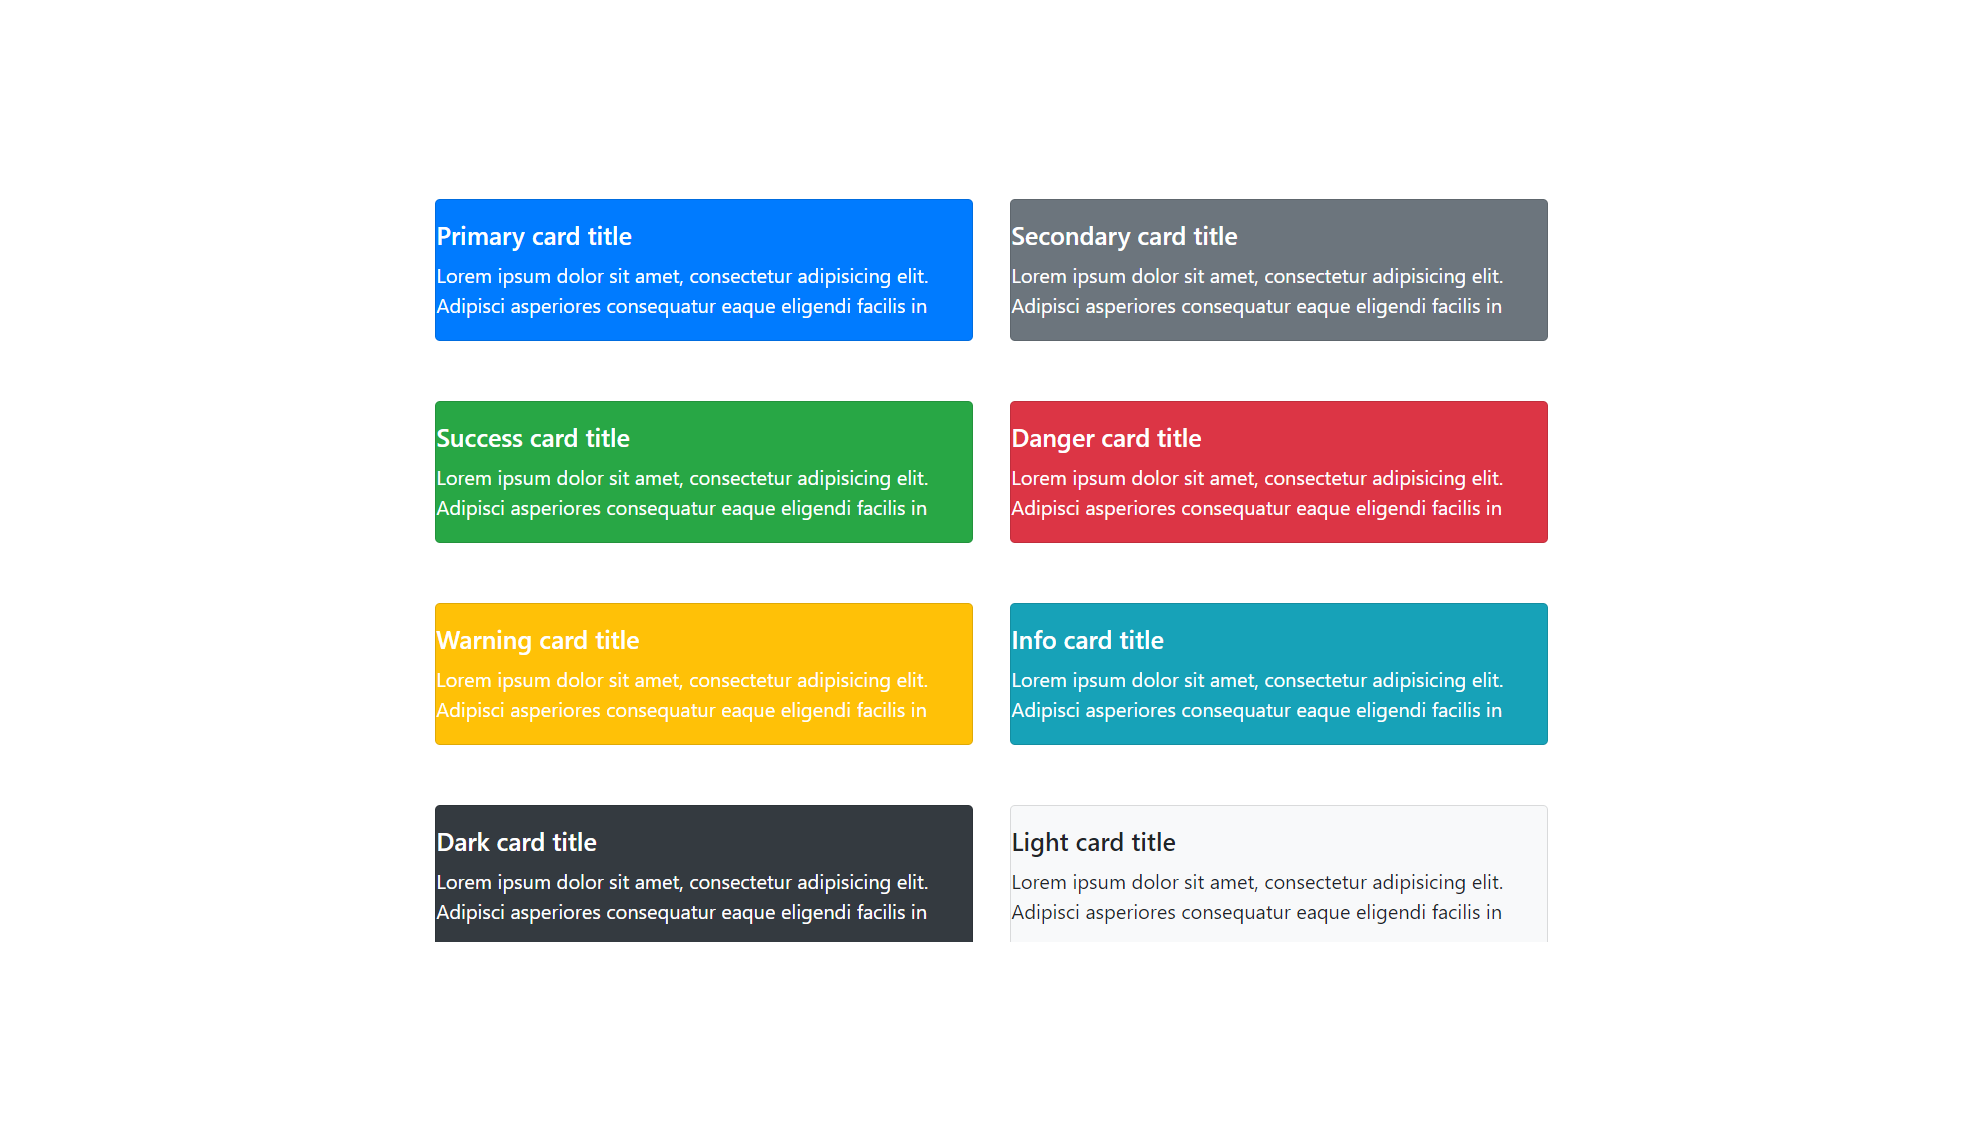 Primary card title
Lorem ipsum dolor sit amet, consectetur adipisicing elit.
Adipisci asperiores consequatur eaque eligendi facilis in
Secondary card title
Lorem ipsum dolor sit amet, consectetur adipisicing elit.
Adipisci asperiores consequatur eaque eligendi facilis in
Success card title
Lorem ipsum dolor sit amet, consectetur adipisicing elit.
Adipisci asperiores consequatur eaque eligendi facilis in
Danger card title
Lorem ipsum dolor sit amet, consectetur adipisicing elit.
Adipisci asperiores consequatur eaque eligendi facilis in
Warning card title
Lorem ipsum dolor sit amet, consectetur adipisicing elit.
Adipisci asperiores consequatur eaque eligendi facilis in
Info card title
Lorem ipsum dolor sit amet, consectetur adipisicing elit.
Adipisci asperiores consequatur eaque eligendi facilis in
Dark card title
Lorem ipsum dolor sit amet, consectetur adipisicing elit.
Adipisci asperiores consequatur eaque eligendi facilis in
Light card title
Lorem ipsum dolor sit amet, consectetur adipisicing elit.
Adipisci asperiores consequatur eaque eligendi facilis in